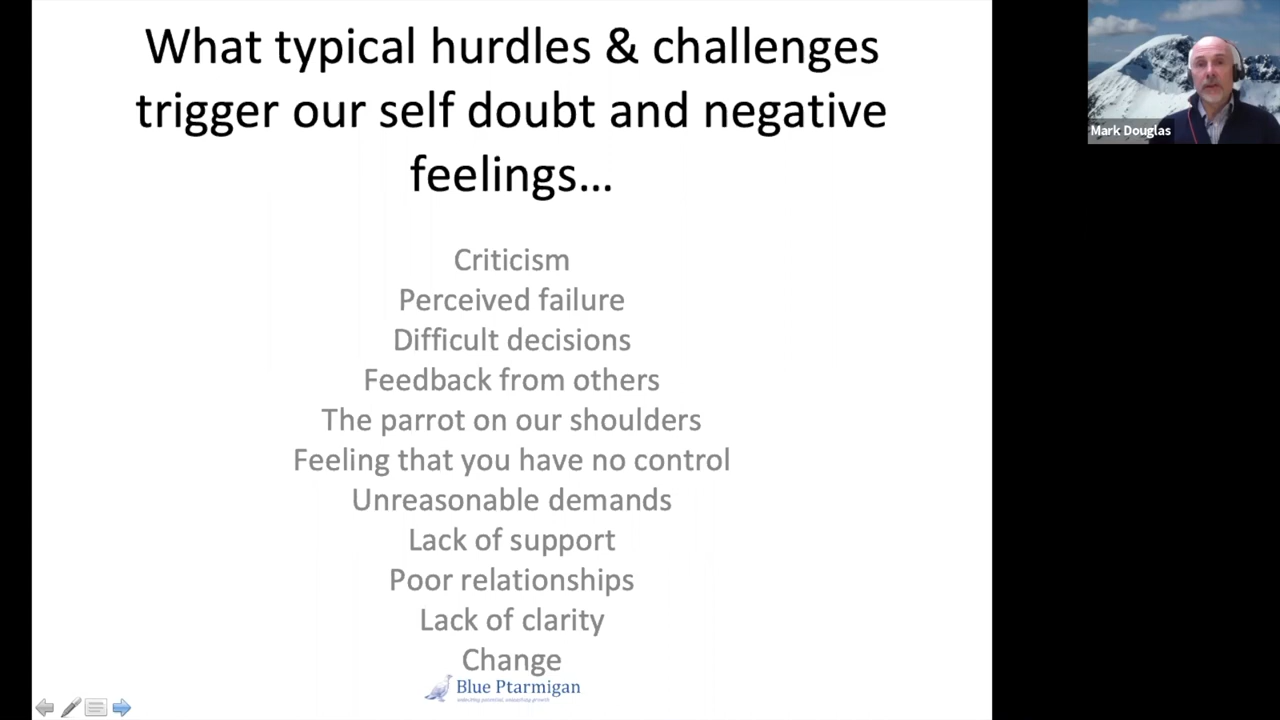 What typical hurdles & challenges
trigger our self doubt and negative
feelings...
Criticism
Perceived failure
Difficult decisions
Feedback from others
The parrot on our shoulders
Feeling that you have no control
Unreasonable demands
Lack of support
Poor relationships
Lack of clarity
Change
Blue Ptarmigan
Mark Douglas